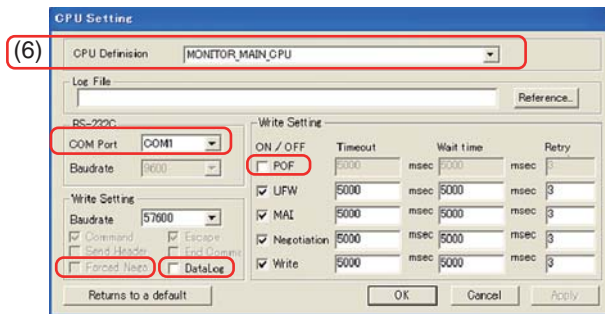 CPU Setting
(6)
CPU Definision MONITOR_MAIN_CPU
Log File
Reference...
RS-232C
COM Port COM1
Baudrate 9600
Write Setting
Baudrate 57600
Command Escape
Send Header End Comme
Forced Nego. DataLog
Write Setting
ON / OFF Timeout Wait time Retry
POF 5000 msec 5000 msec 3
UFW 5000 msec 5000 msec 3
MAI 5000 msec 5000 msec 3
Negotiation 5000 msec 5000 msec 3
Write 5000 msec 5000 msec 3
Returns to a default OK Cancel Apply